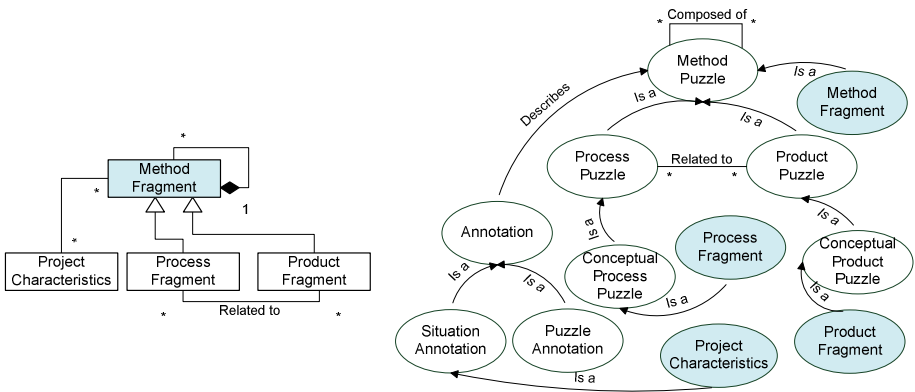 *
Method
Fragment
*
1
*
Project
Characteristics
Process
Fragment
Product
Fragment
*
Related to
*
*
Composed of
*
Method
Puzzle
Is a
Method
Fragment
Describes
Is a
Is a
Process
Puzzle
Related to
*
*
Product
Puzzle
Is a
Is a
Annotation
Process
Fragment
Conceptual
Process
Puzzle
Conceptual
Product
Puzzle
Is a
Is a
Is a
Is a
Situation
Annotation
Puzzle
Annotation
Project
Characteristics
Product
Fragment
Is a